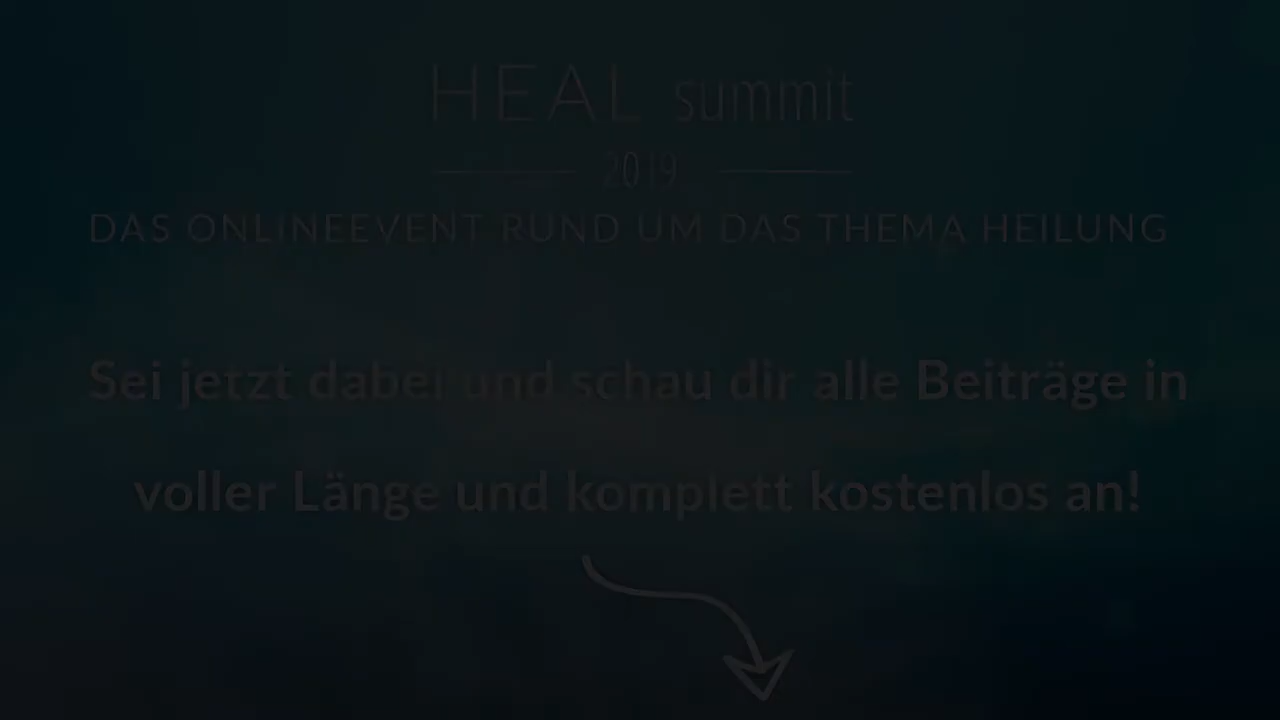 HEAL summit
2019
DAS ONLINEEVENT RUND UM DAS THEMA HEILUNG
Sei jetzt dabei und schau dir alle Beiträge in
voller Länge und komplett kostenlos an!